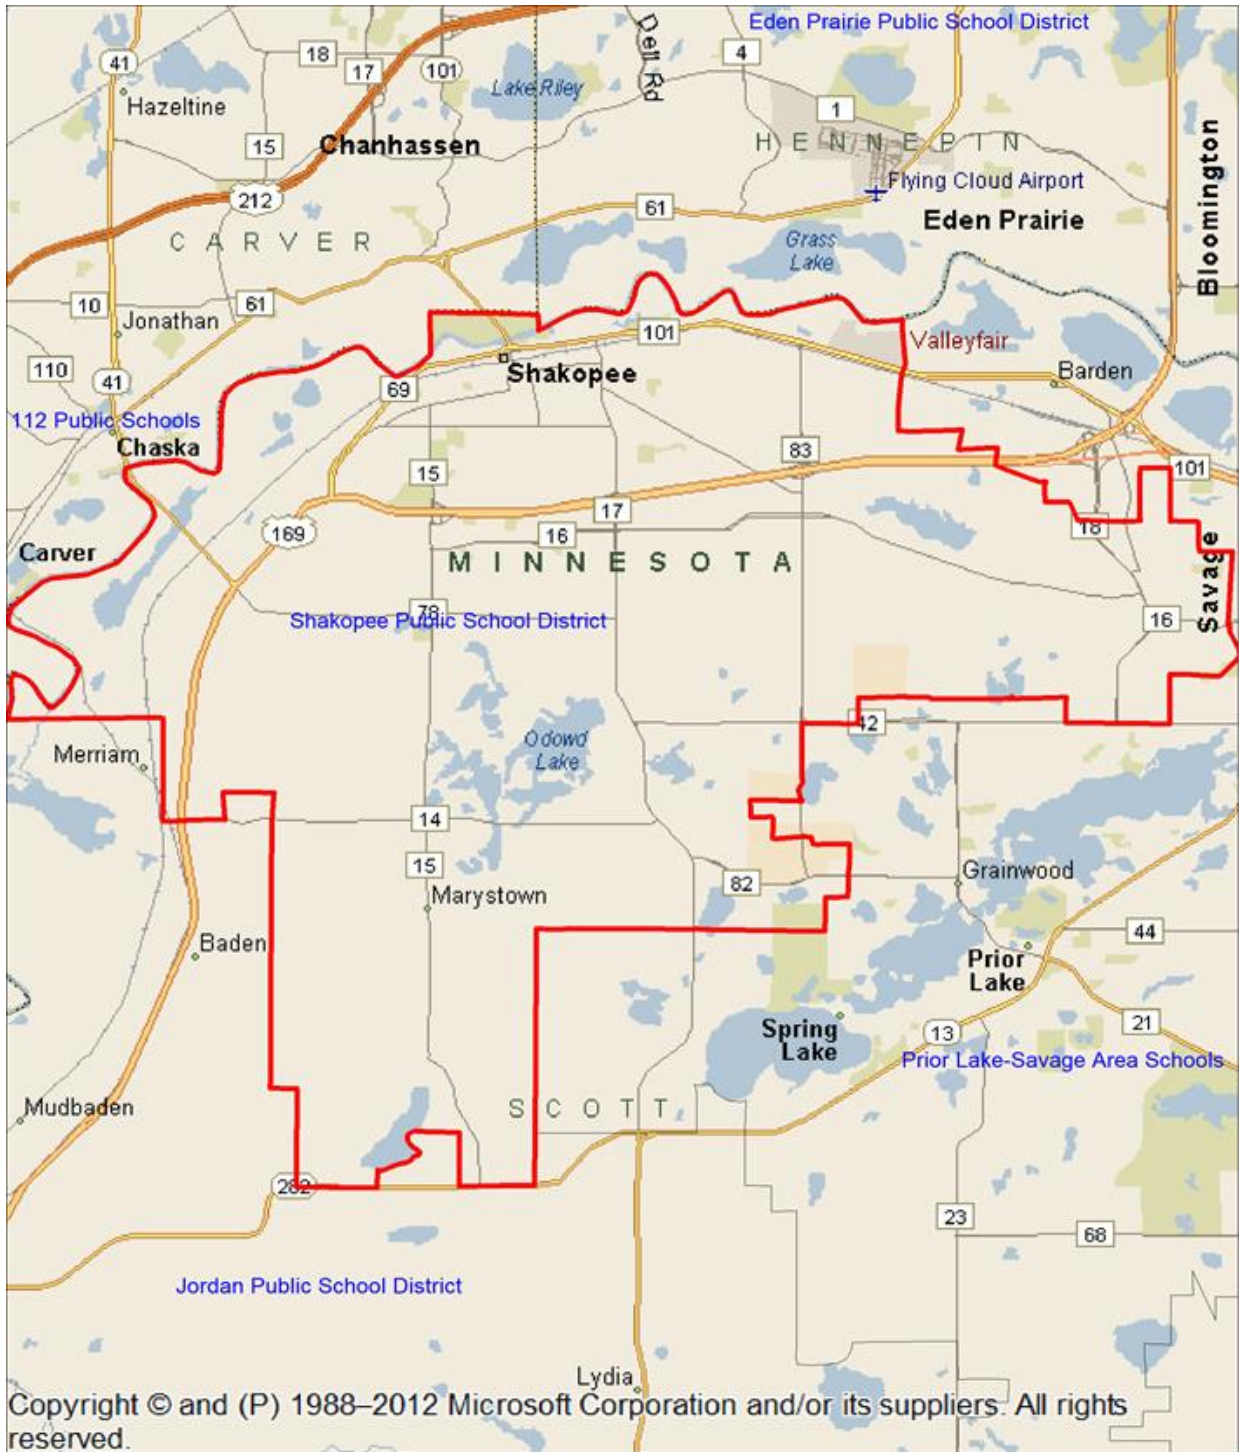 Eden Prairie Public School District
Dell Rd
41
18
17
101
4
Lake Riley
Hazeltine
1
15
Chanhassen
HENNEPIN
Bloomington
212
Flying Cloud Airport
61
Eden Prairie
CARVER
Grass
Lake
10
61
Jonathan
101
Valleyfair
110
41
69
Shakopee
Barden
112 Public Schools
Chaska
15
83
101
17
169
16
18
Carver
MINNESOTA
Savage
78
Shakopee Public School District
16
42
Merriam
Odowd
Lake
14
15
82
Grainwood
Marystown
44
Baden
Prior
Lake
21
Spring
Lake
13
Prior Lake-Savage Area Schools
Mudbaden
SCOTT
282
23
68
Jordan Public School District
Lydia
Copyright © and (P) 1988–2012 Microsoft Corporation and/or its suppliers. All rights
reserved.